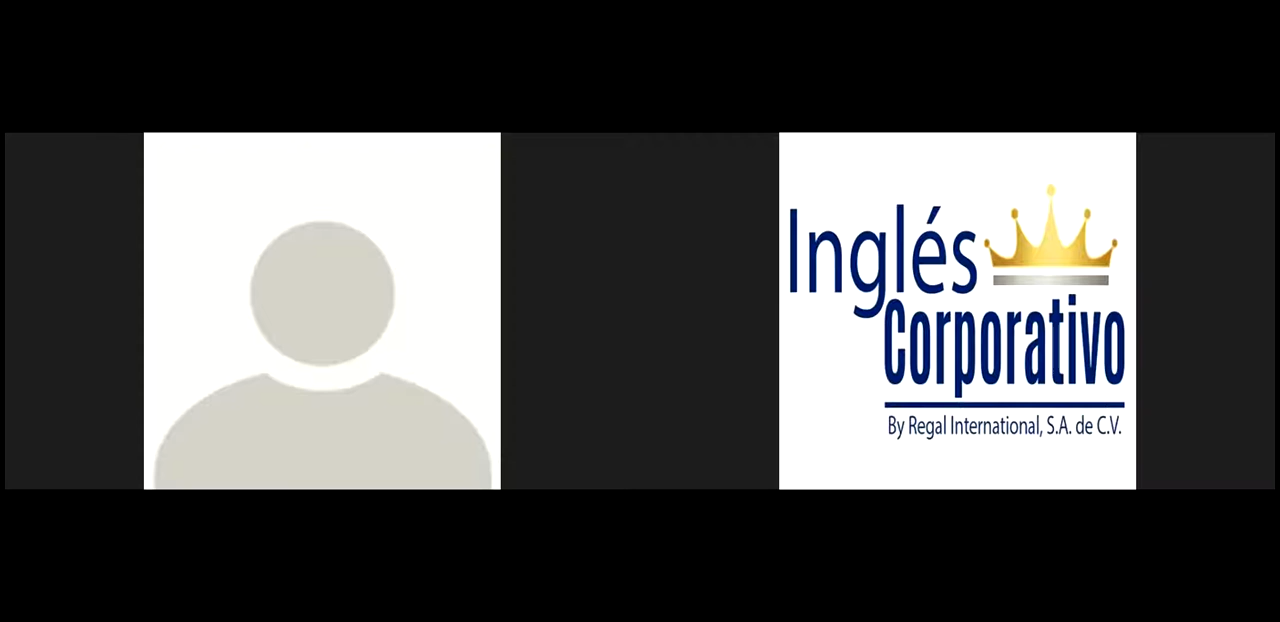 Inglés
Corporativo
By Regal International, S.A. de C.V.